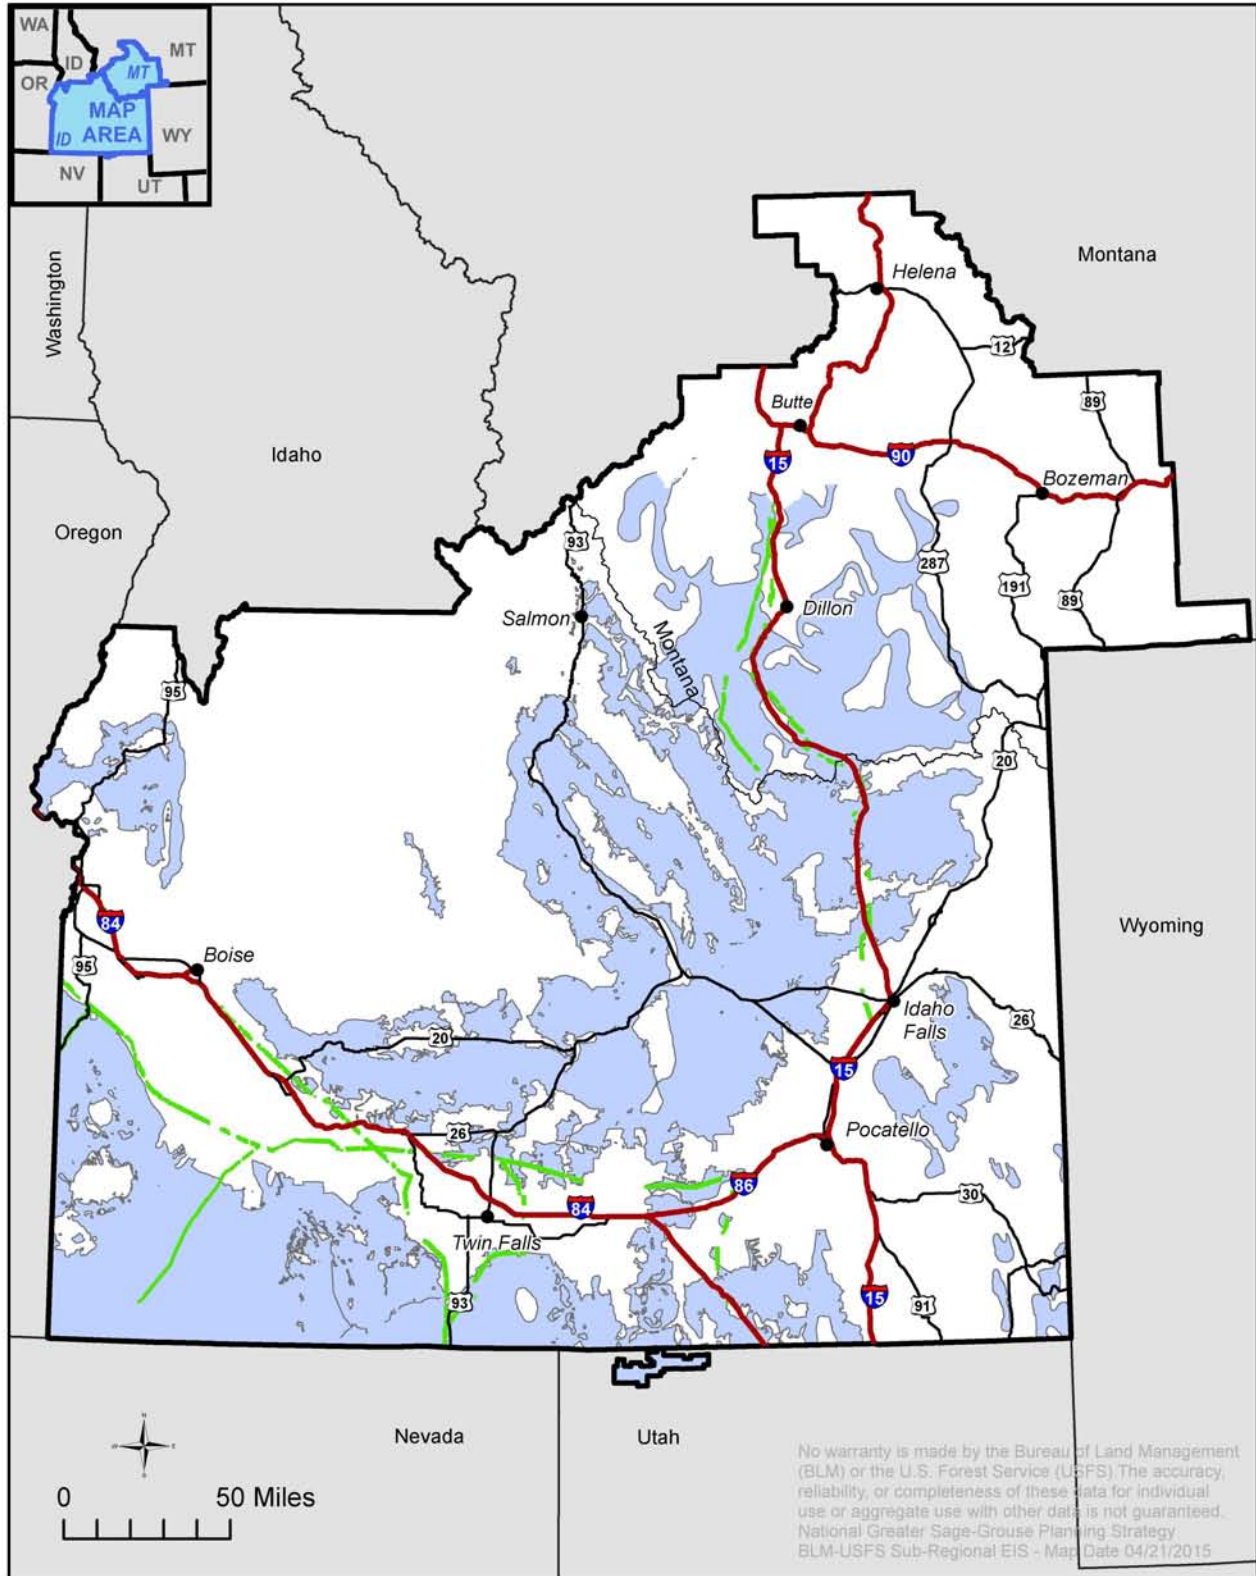 WA
ID
MT
OR
MT
MAP
AREA
ID
WY
NV
UT
Washington
Montana
Helena
12
Butte
89
Idaho
15
90
Bozeman
Oregon
93
287
191
89
Salmon
Dillon
Montana
95
20
Wyoming
84
Boise
95
Idaho
Falls
26
20
15
26
Pocatello
86
30
84
Twin Falls
93
15
91
Nevada
Utah
N
W
E
S
0
50 Miles
No warranty is made by the Bureau of Land Management
(BLM) or the U.S. Forest Service (USFS).The accuracy,
reliability, or completeness of these data for individual
use or aggregate use with other data is not guaranteed.
National Greater Sage-Grouse Planning Strategy
BLM-USFS Sub-Regional EIS - Map Date 04/21/2015